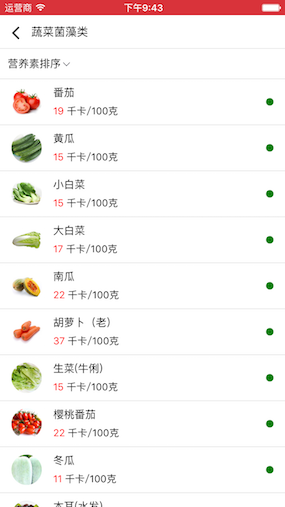 运营商 下午9:43
蔬菜菌藻类
营养素排序
番茄
19 千卡/100克
黄瓜
15 千卡/100克
小白菜
15 千卡/100克
大白菜
17 千卡/100克
南瓜
22 千卡/100克
胡萝卜（老）
37 千卡/100克
生菜(牛俐)
15 千卡/100克
樱桃番茄
22 千卡/100克
冬瓜
11 千卡/100克
木耳(水发)